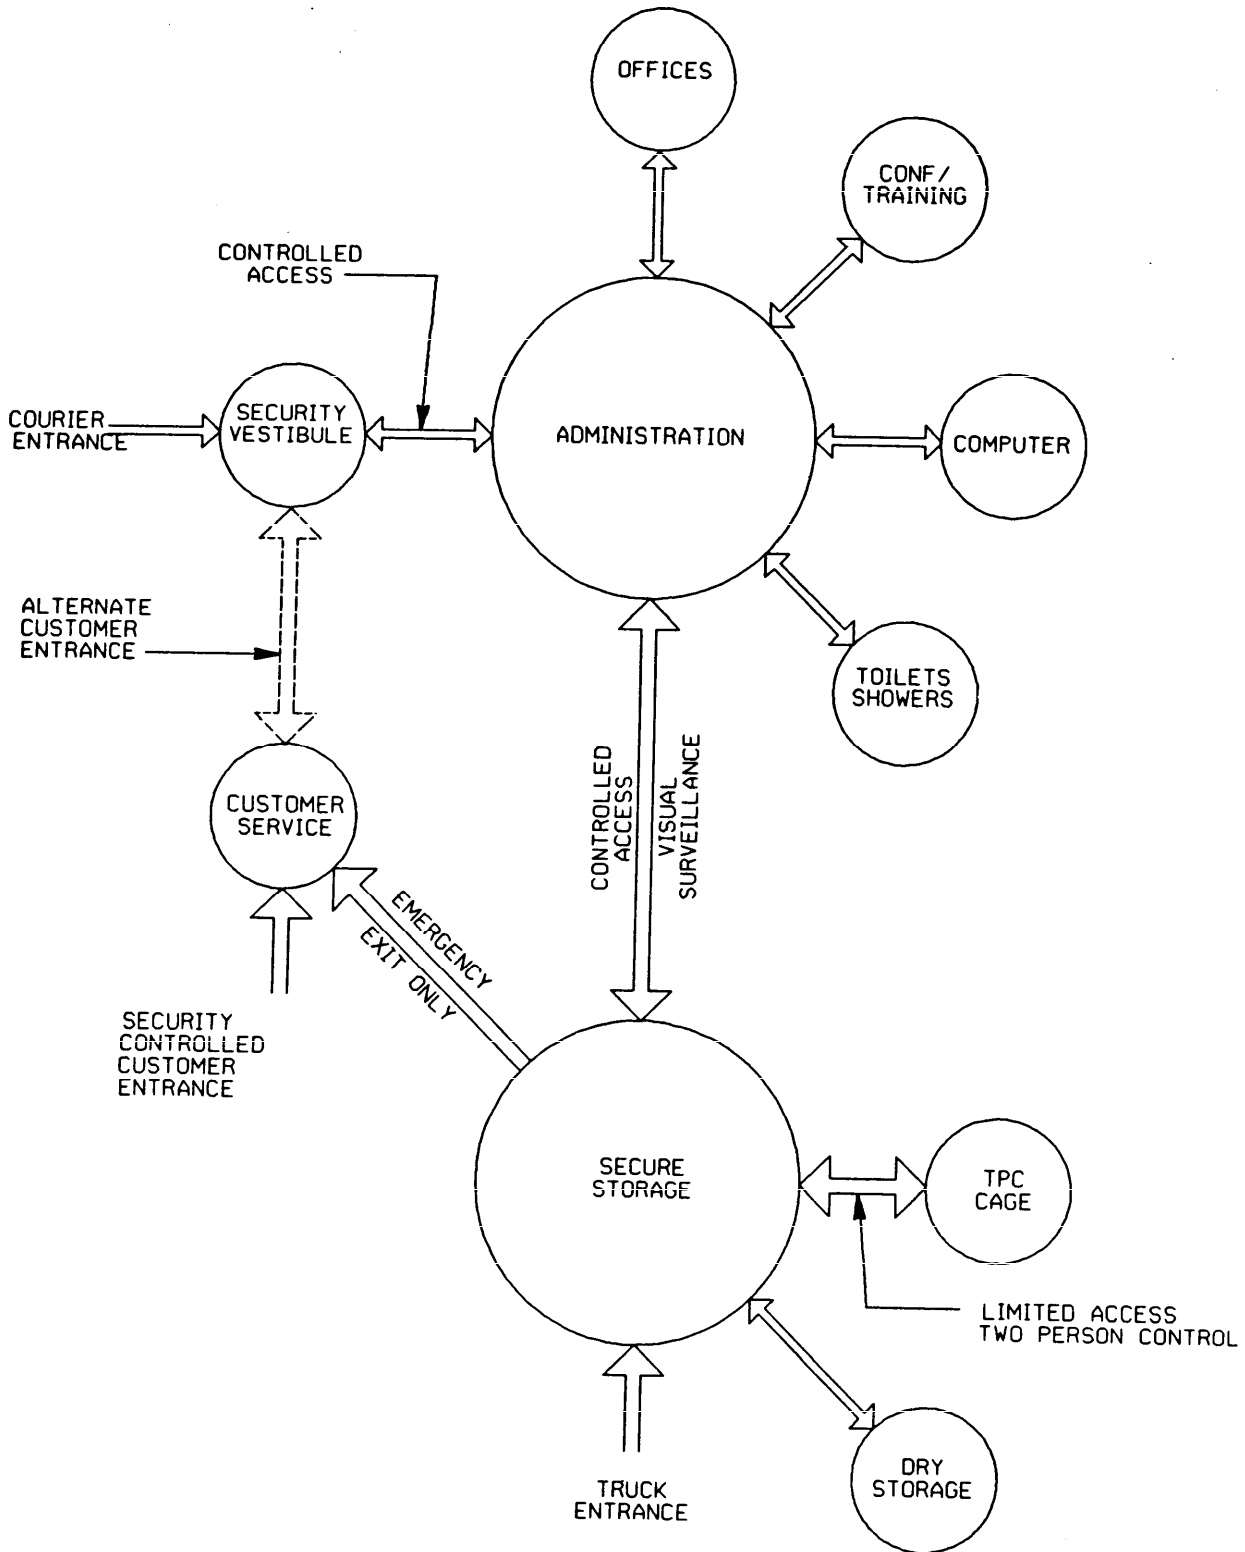 OFFICES
CONF/
TRAINING
CONTROLLED
ACCESS
COURIER
ENTRANCE
SECURITY
VESTIBULE
ADMINISTRATION
COMPUTER
ALTERNATE
CUSTOMER
ENTRANCE
TOILETS
SHOWERS
CUSTOMER
SERVICE
CONTROLLED
ACCESS
VISUAL
SURVEILLANCE
EMERGENCY
EXIT ONLY
SECURITY
CONTROLLED
CUSTOMER
ENTRANCE
SECURE
STORAGE
TPC
CAGE
LIMITED ACCESS
TWO PERSON CONTROL
DRY
STORAGE
TRUCK
ENTRANCE